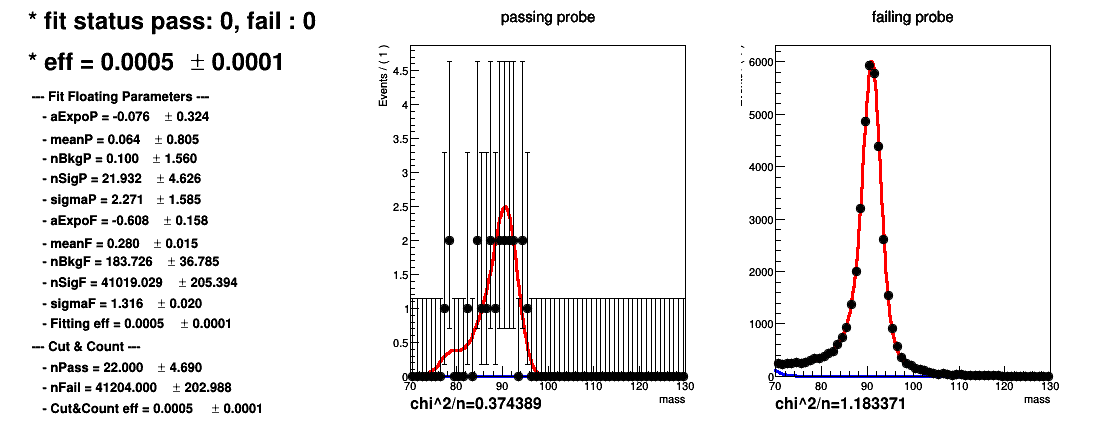 * fit status pass: 0, fail : 0
* eff = 0.0005 ± 0.0001
--- Fit Floating Parameters ---
- aExpoP = -0.076 ± 0.324
- meanP = 0.064 ± 0.805
- nBkgP = 0.100 ± 1.560
- nSigP = 21.932 ± 4.626
- sigmaP = 2.271 ± 1.585
- aExpoF = -0.608 ± 0.158
- meanF = 0.280 ± 0.015
- nBkgF = 183.726 ± 36.785
- nSigF = 41019.029 ± 205.394
- sigmaF = 1.316 ± 0.020
- Fitting eff = 0.0005 ± 0.0001
--- Cut & Count ---
- nPass = 22.000 ± 4.690
- nFail = 41204.000 ± 202.988
- Cut&Count eff = 0.0005 ± 0.0001
passing probe
Events / ( 1 )
4.5
4
3.5
3
2.5
2
1.5
1
0.5
0
70 80 90 100 110 120 130
mass
chi^2/n=0.374389
failing probe
6000
5000
4000
3000
2000
1000
0
70 80 90 100 110 120 130
mass
chi^2/n=1.183371